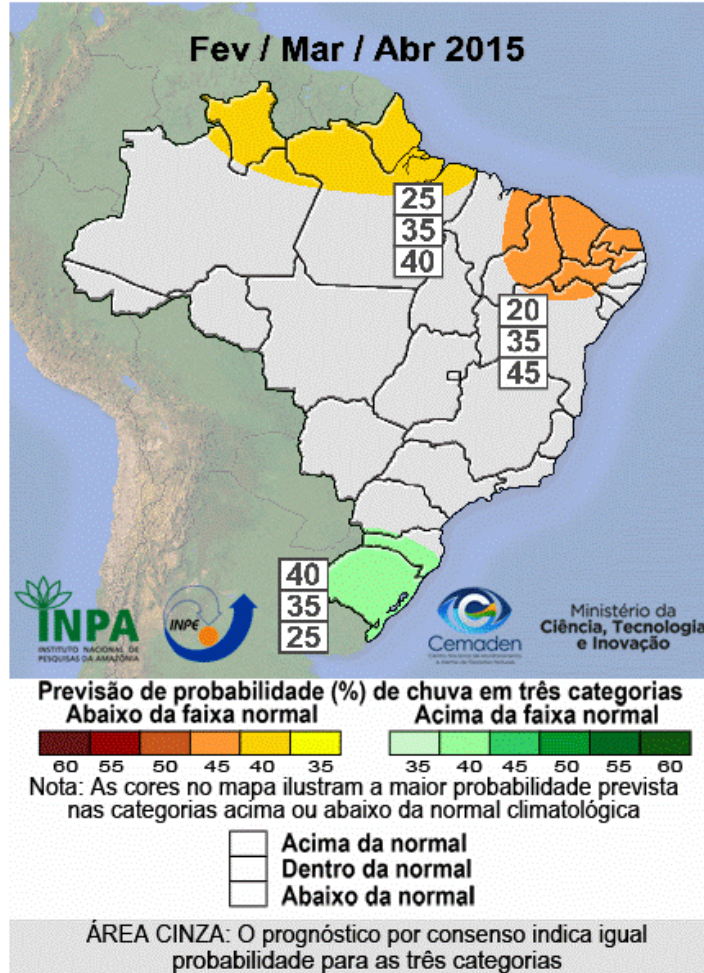 Fev / Mar / Abr 2015
25
35
40
20
35
45
40
35
25
INPA
INSTITUTO NACIONAL DE
PESQUISAS DA AMAZÔNIA
INPE
Cemaden
Ministério da
Ciência, Tecnologia
e Inovação
Previsão de probabilidade (%) de chuva em três categorias
Abaixo da faixa normal
Acima da faixa normal
60 55 50 45 40 35
35 40 45 50 55 60
Nota: As cores no mapa ilustram a maior probabilidade prevista
nas categorias acima ou abaixo da normal climatológica
Acima da normal
Dentro da normal
Abaixo da normal
ÁREA CINZA: O prognóstico por consenso indica igual
probabilidade para as três categorias